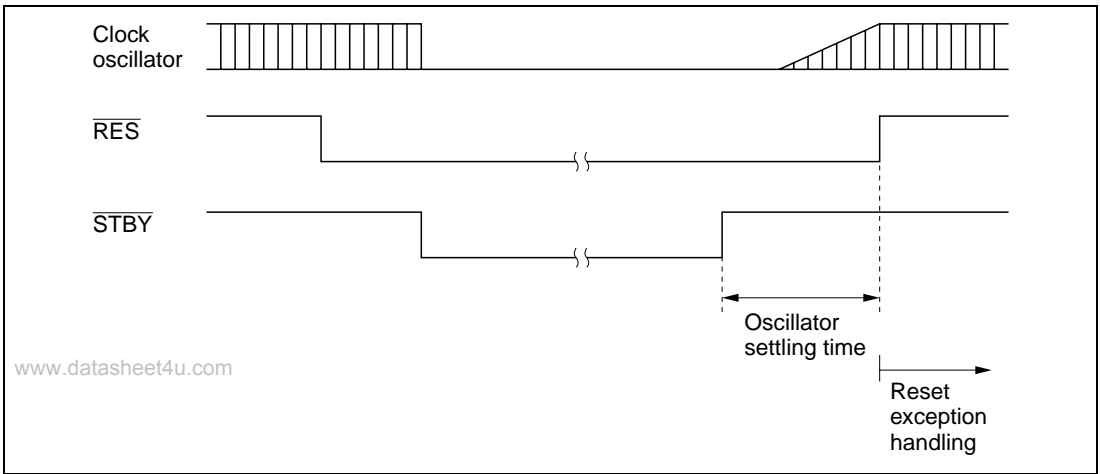 Clock
oscillator
RES
STBY
Oscillator
settling time
www.datasheet4u.com
Reset
exception
handling